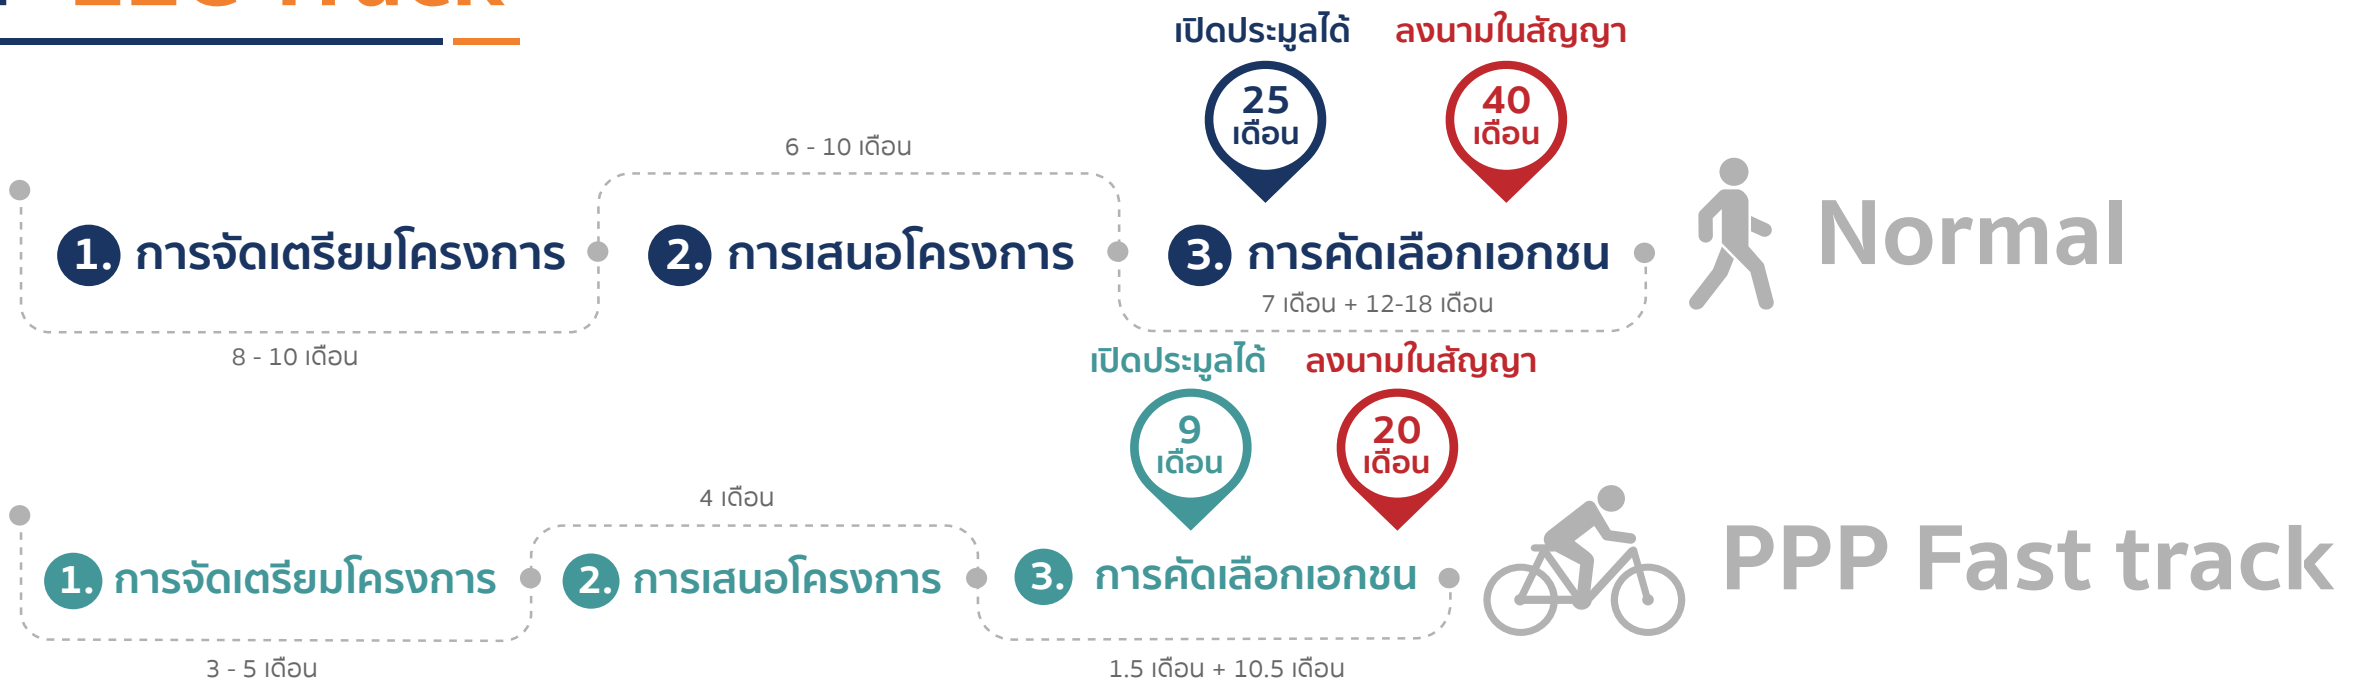 เปิดประมูลได้ ลงนามในสัญญา
25 เดือน
40 เดือน
6 - 10 เดือน
1. การจัดเตรียมโครงการ
2. การเสนอโครงการ
3. การคัดเลือกเอกชน
Normal
7 เดือน + 12-18 เดือน
8 - 10 เดือน
เปิดประมูลได้ ลงนามในสัญญา
9 เดือน
20 เดือน
4 เดือน
1. การจัดเตรียมโครงการ
2. การเสนอโครงการ
3. การคัดเลือกเอกชน
PPP Fast track
3 - 5 เดือน
1.5 เดือน + 10.5 เดือน